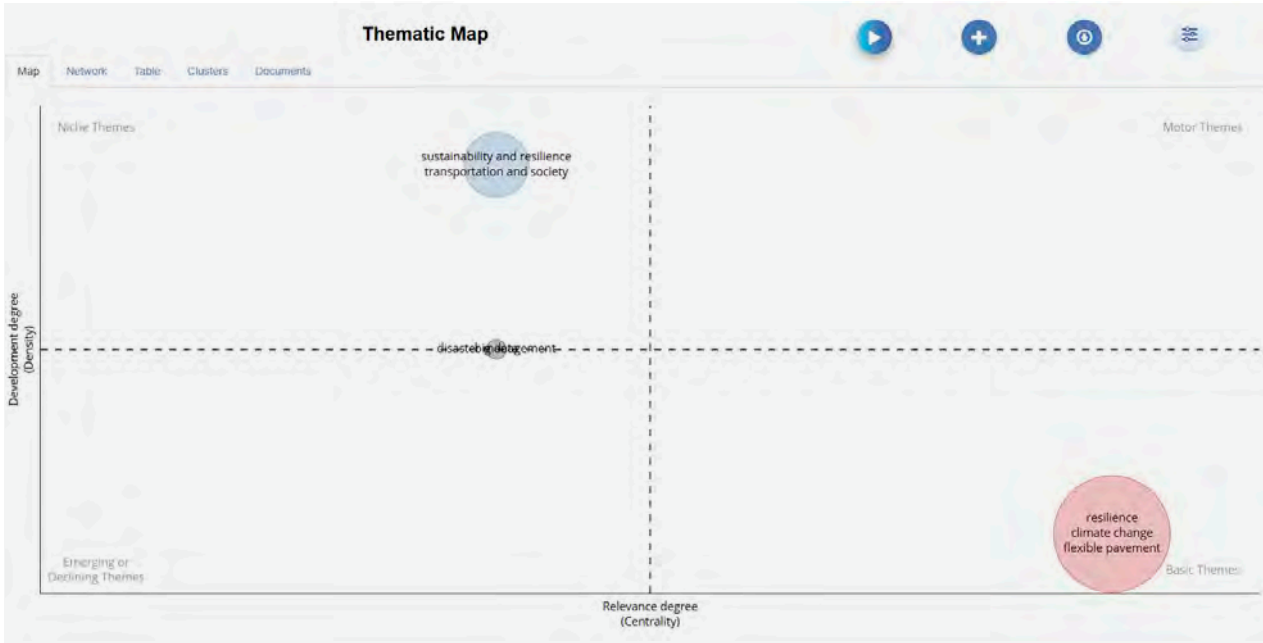 Thematic Map
Map Network Table Clusters Documents
Niche Themes
Motor Themes
sustainability and resilience
transportation and society
Development degree
(Density)
resilience
climate change
flexible pavement
Emerging or
Declining Themes
Basic Themes
Relevance degree
(Centrality)